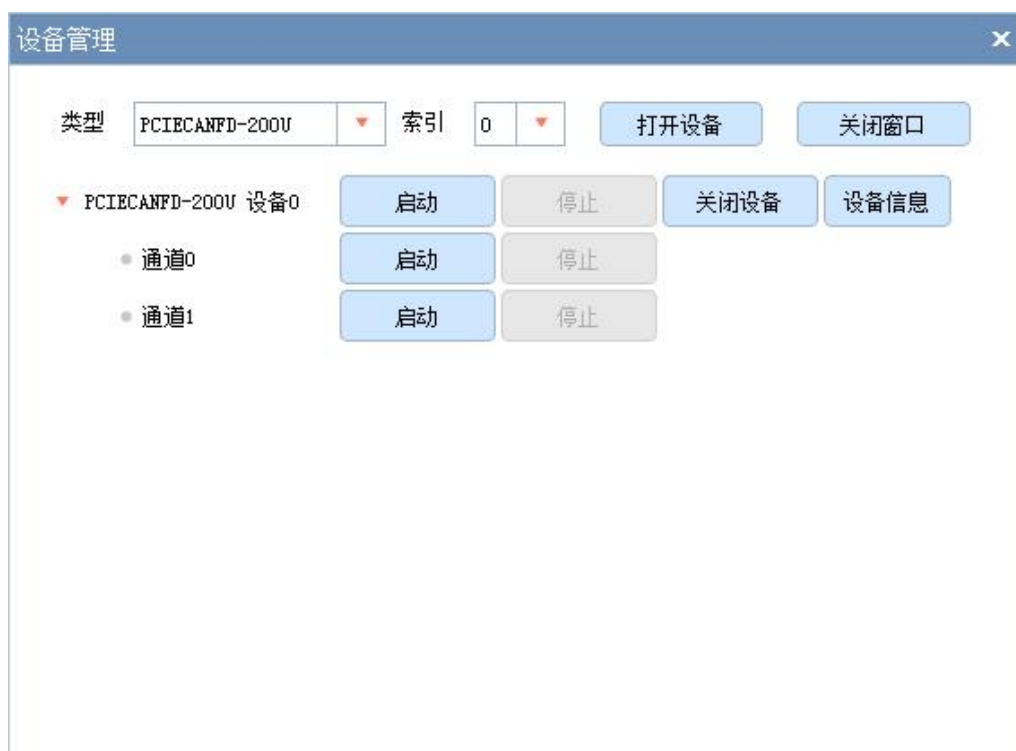 设备管理
类型 PCIECANFD-200U 索引 0 打开设备 关闭窗口
PCIECANFD-200U 设备0 启动 停止 关闭设备 设备信息
通道0 启动 停止
通道1 启动 停止